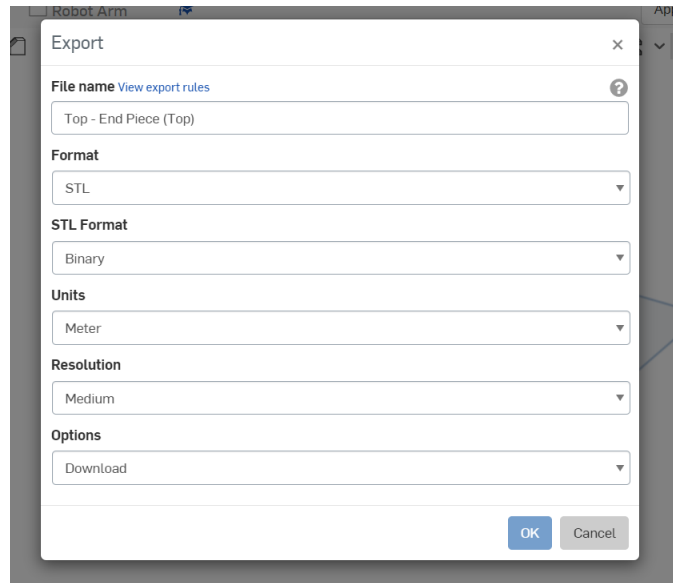 Robot Arm
App
Export
×
File name View export rules
?
Top - End Piece (Top)
Format
STL
STL Format
Binary
Units
Meter
Resolution
Medium
Options
Download
OK Cancel